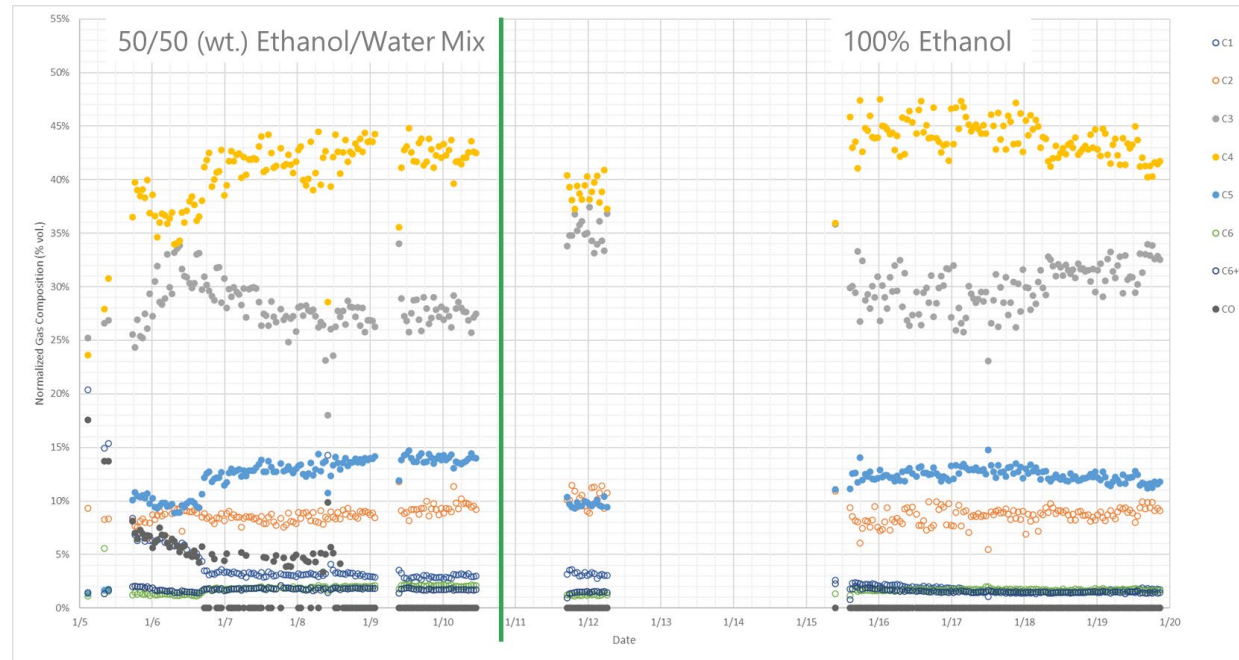 50/50 (wt.) Ethanol/Water Mix
100% Ethanol
55%
50%
45%
40%
35%
30%
25%
20%
15%
10%
5%
0%
Normalized Gas Composition (% vol.)
1/5 1/6 1/7 1/8 1/9 1/10 1/11 1/12 1/13 1/14 1/15 1/16 1/17 1/18 1/19 1/20
Date
C1
C2
C3
C4
C5
C6
C6+
CO